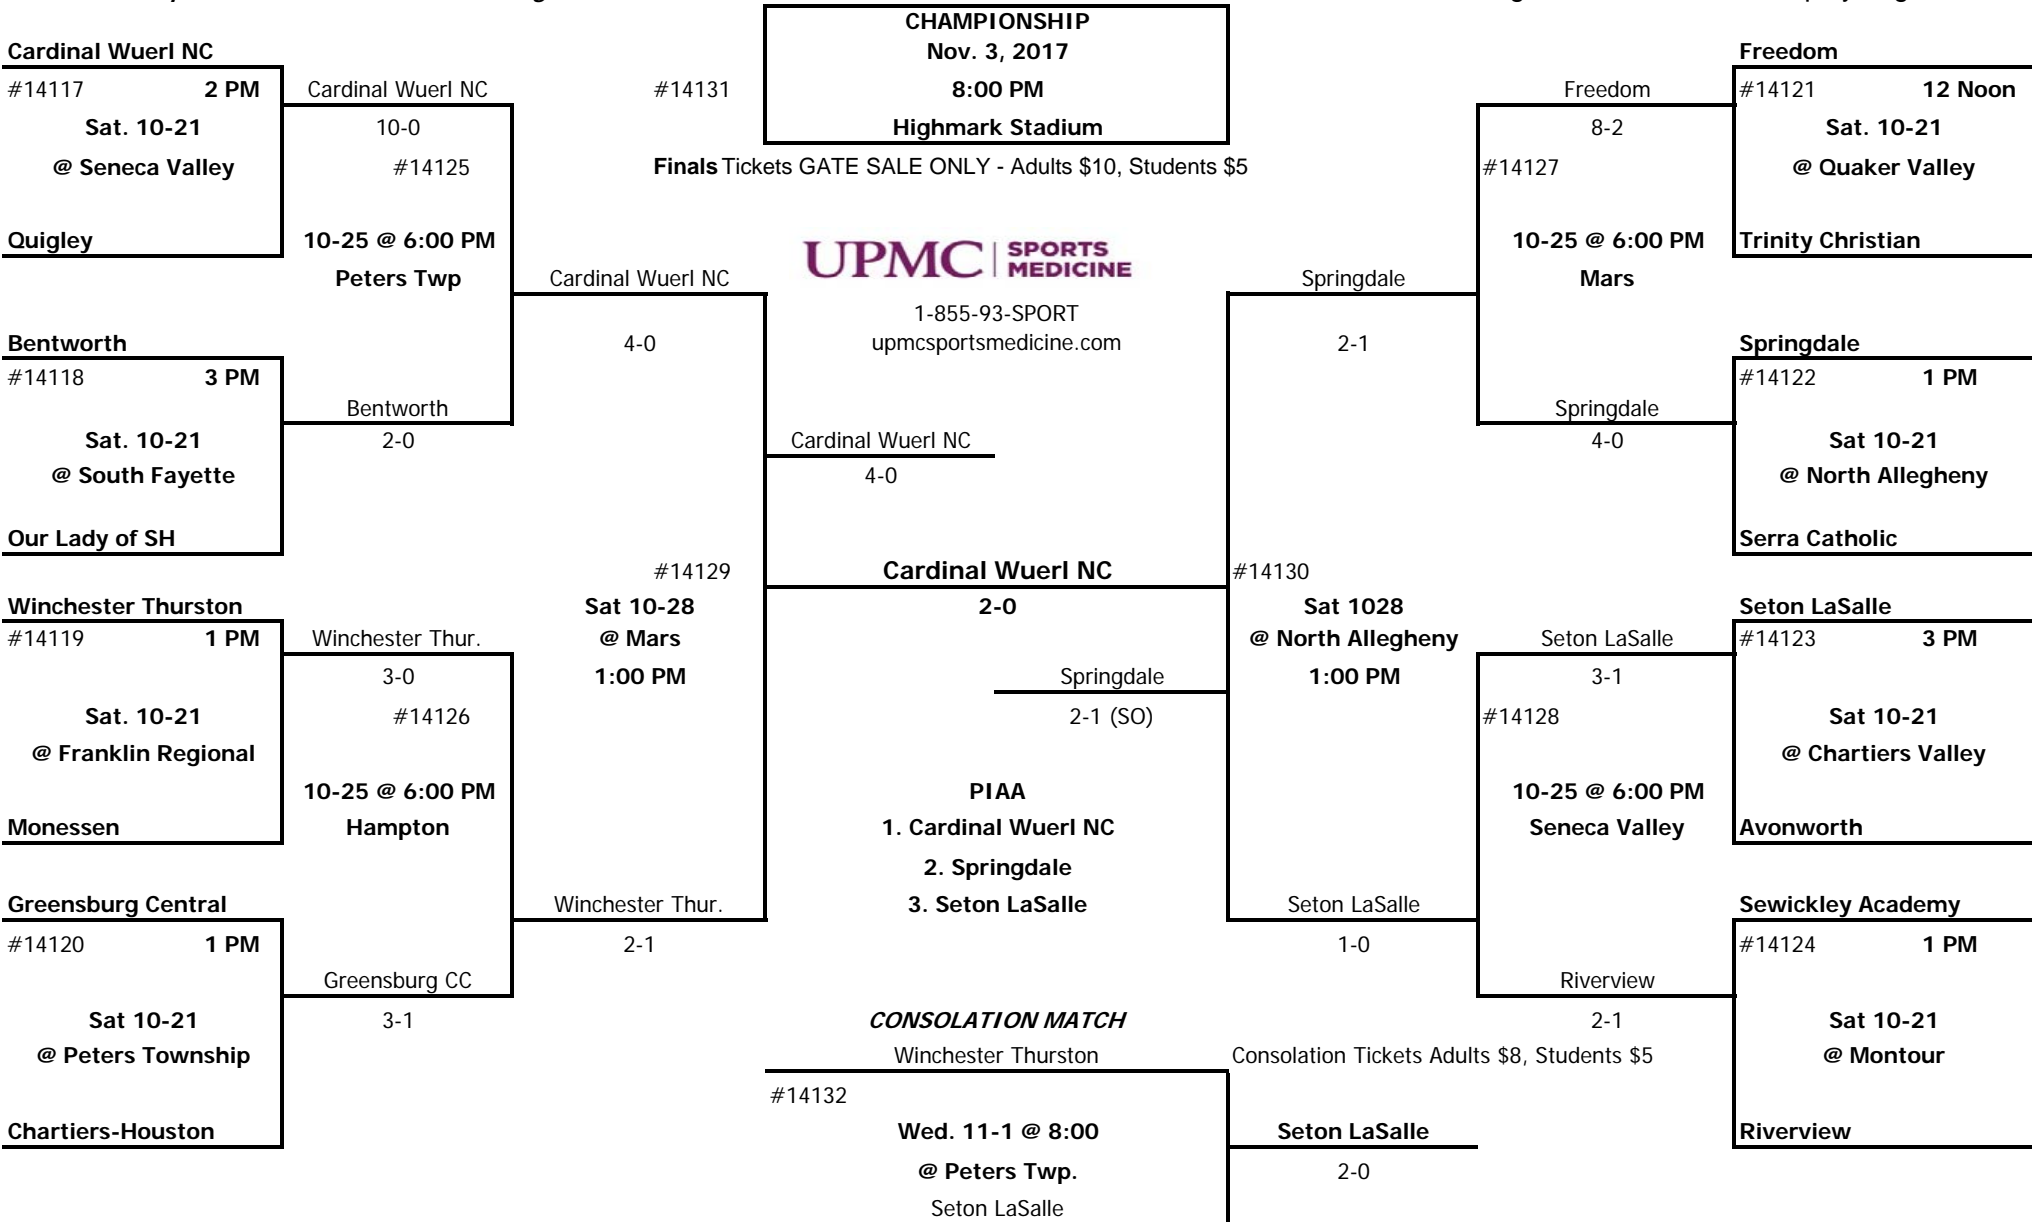 CHAMPIONSHIP
Cardinal Wuerl NC Nov. 3, 2017 Freedom
#14117 2 PM Cardinal Wuerl NC #14131 8:00 PM Freedom #14121 12 Noon
Sat. 10-21 10-0 Highmark Stadium 8-2 Sat. 10-21
@ Seneca Valley #14125 Finals Tickets GATE SALE ONLY - Adults $10, Students $5 #14127 @ Quaker Valley
Quigley 10-25 @ 6:00 PM UPMC | SPORTS MEDICINE 10-25 @ 6:00 PM Trinity Christian
Peters Twp Cardinal Wuerl NC Springdale Mars
1-855-93-SPORT
Bentworth 4-0 upmcsportsmedicine.com 2-1 Springdale
#14118 3 PM #14122 1 PM
Bentworth Springdale
Sat. 10-21 2-0 Cardinal Wuerl NC 4-0 Sat 10-21
@ South Fayette 4-0 @ North Allegheny
Our Lady of SH Serra Catholic
#14129 Cardinal Wuerl NC #14130
Winchester Thurston Sat 10-28 2-0 Sat 1028 Seton LaSalle
#14119 1 PM Winchester Thur. @ Mars @ North Allegheny Seton LaSalle #14123 3 PM
3-0 1:00 PM Springdale 1:00 PM 3-1
Sat. 10-21 #14126 2-1 (SO) #14128 Sat 10-21
@ Franklin Regional @ Chartiers Valley
10-25 @ 6:00 PM PIAA 10-25 @ 6:00 PM
Monessen Hampton 1. Cardinal Wuerl NC Seneca Valley Avonworth
2. Springdale
Greensburg Central Winchester Thur. 3. Seton LaSalle Seton LaSalle Sewickley Academy
#14120 1 PM 2-1 1-0 #14124 1 PM
Greensburg CC Riverview
Sat 10-21 3-1 CONSOLATION MATCH 2-1 Sat 10-21
@ Peters Township Winchester Thurston Consolation Tickets Adults $8, Students $5 @ Montour
#14132
Chartiers-Houston Wed. 11-1 @ 8:00 Seton LaSalle Riverview
@ Peters Twp. 2-0
Seton LaSalle